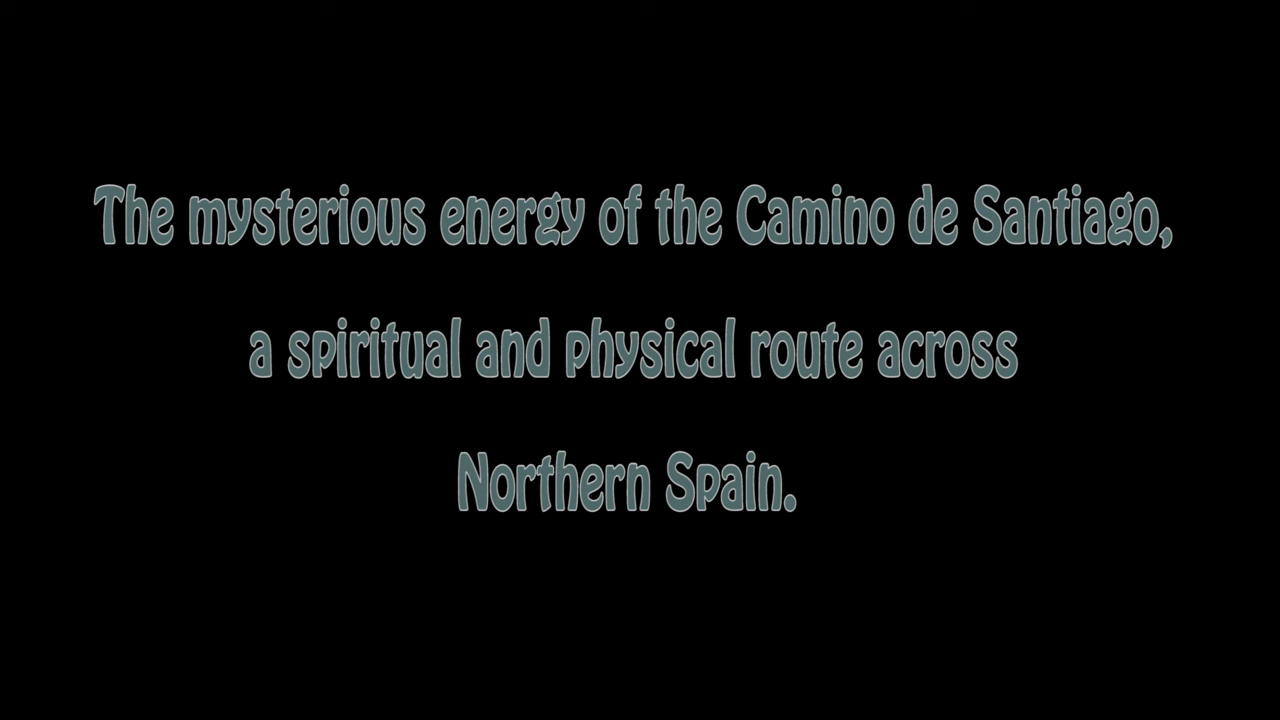 The mysterious energy of the Camino de Santiago,
a spiritual and physical route across
Northern Spain.